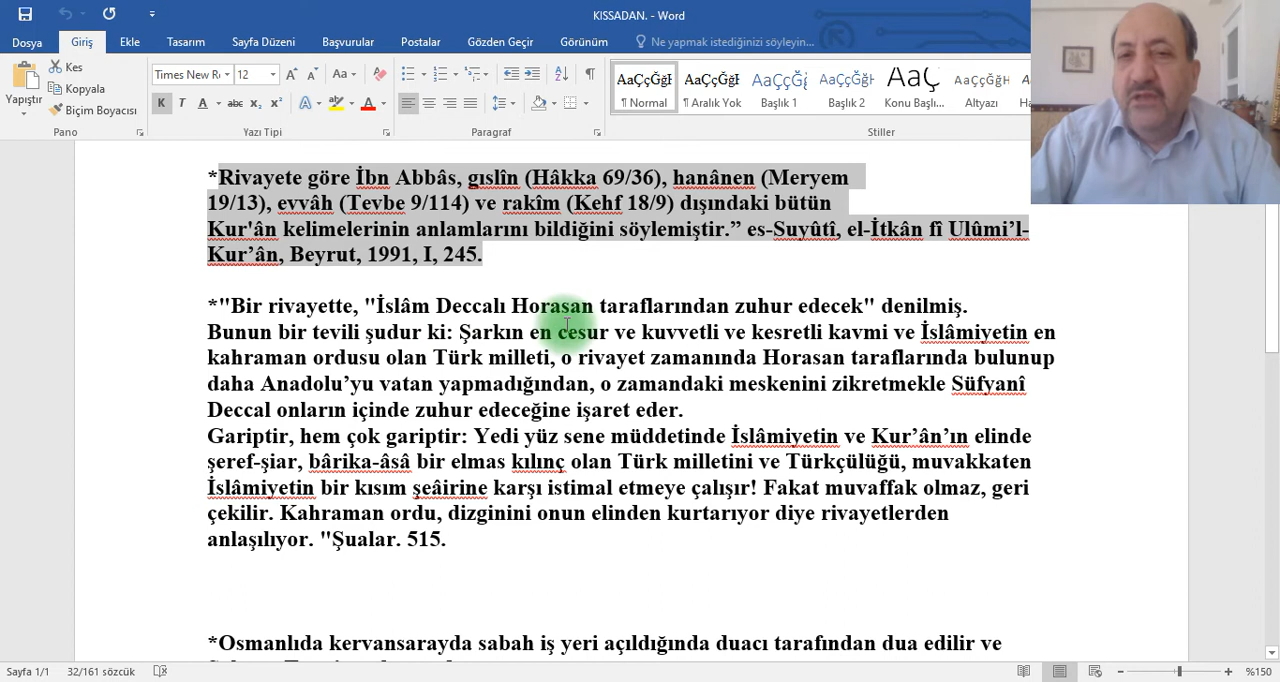 KISSADAN. - Word
Dosya Giriş Ekle Tasarım Sayfa Düzeni Başvurular Postalar Gözden Geçir Görünüm Ne yapmak istediğinizi söyleyin...
Yapıştır
Kes
Kopyala
Biçim Boyacısı
Times New R 12
K T A abc x₂ x²
AaÇçĞğH AaÇçĞğH AaÇçĞğ AaÇçĞğH AaÇ AaÇçĞğH
¶ Normal ¶ Aralık Yok Başlık 1 Başlık 2 Konu Başlı... Altyazı
Pano Yazı Tipi Paragraf Stiller
*Rivayete göre İbn Abbâs, gıslîn (Hâkka 69/36), hanânen (Meryem
19/13), evvâh (Tevbe 9/114) ve rakîm (Kehf 18/9) dışındaki bütün
Kur'ân kelimelerinin anlamlarını bildiğini söylemiştir.” es-Suyûtî, el-İtkân fî Ulûmi’l-
Kur’ân, Beyrut, 1991, I, 245.
*"Bir rivayette, "İslâm Deccalı Horasan taraflarından zuhur edecek" denilmiş.
Bunun bir tevili şudur ki: Şarkın en cesur ve kuvvetli ve kesretli kavmi ve İslâmiyetin en
kahraman ordusu olan Türk milleti, o rivayet zamanında Horasan taraflarında bulunup
daha Anadolu’yu vatan yapmadığından, o zamandaki meskenini zikretmekle Süfyanî
Deccal onların içinde zuhur edeceğine işaret eder.
Gariptir, hem çok gariptir: Yedi yüz sene müddetinde İslâmiyetin ve Kur’ân’ın elinde
şeref-şiar, bârika-âsâ bir elmas kılınç olan Türk milletini ve Türkçülüğü, muvakkaten
İslâmiyetin bir kısım şeâirine karşı istimal etmeye çalışır! Fakat muvaffak olmaz, geri
çekilir. Kahraman ordu, dizginini onun elinden kurtarıyor diye rivayetlerden
anlaşılıyor. "Şualar. 515.
*Osmanlıda kervansarayda sabah iş yeri açıldığında duacı tarafından dua edilir ve
Sayfa 1/1 32/161 sözcük %150